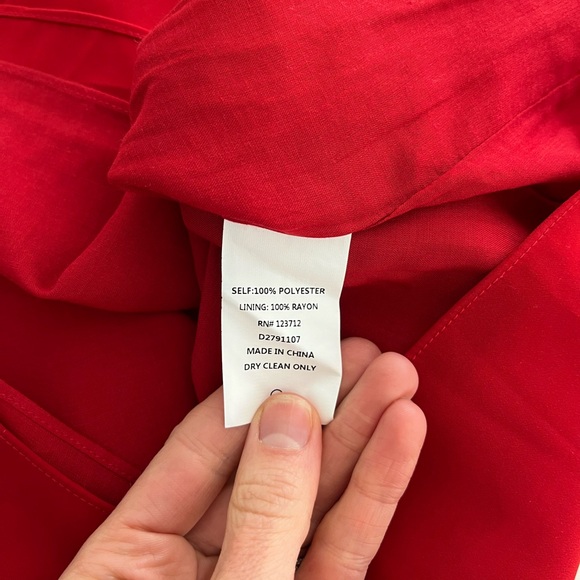 SELF:100% POLYESTER
LINING: 100% RAYON
RN# 123712
D2791107
MADE IN CHINA
DRY CLEAN ONLY